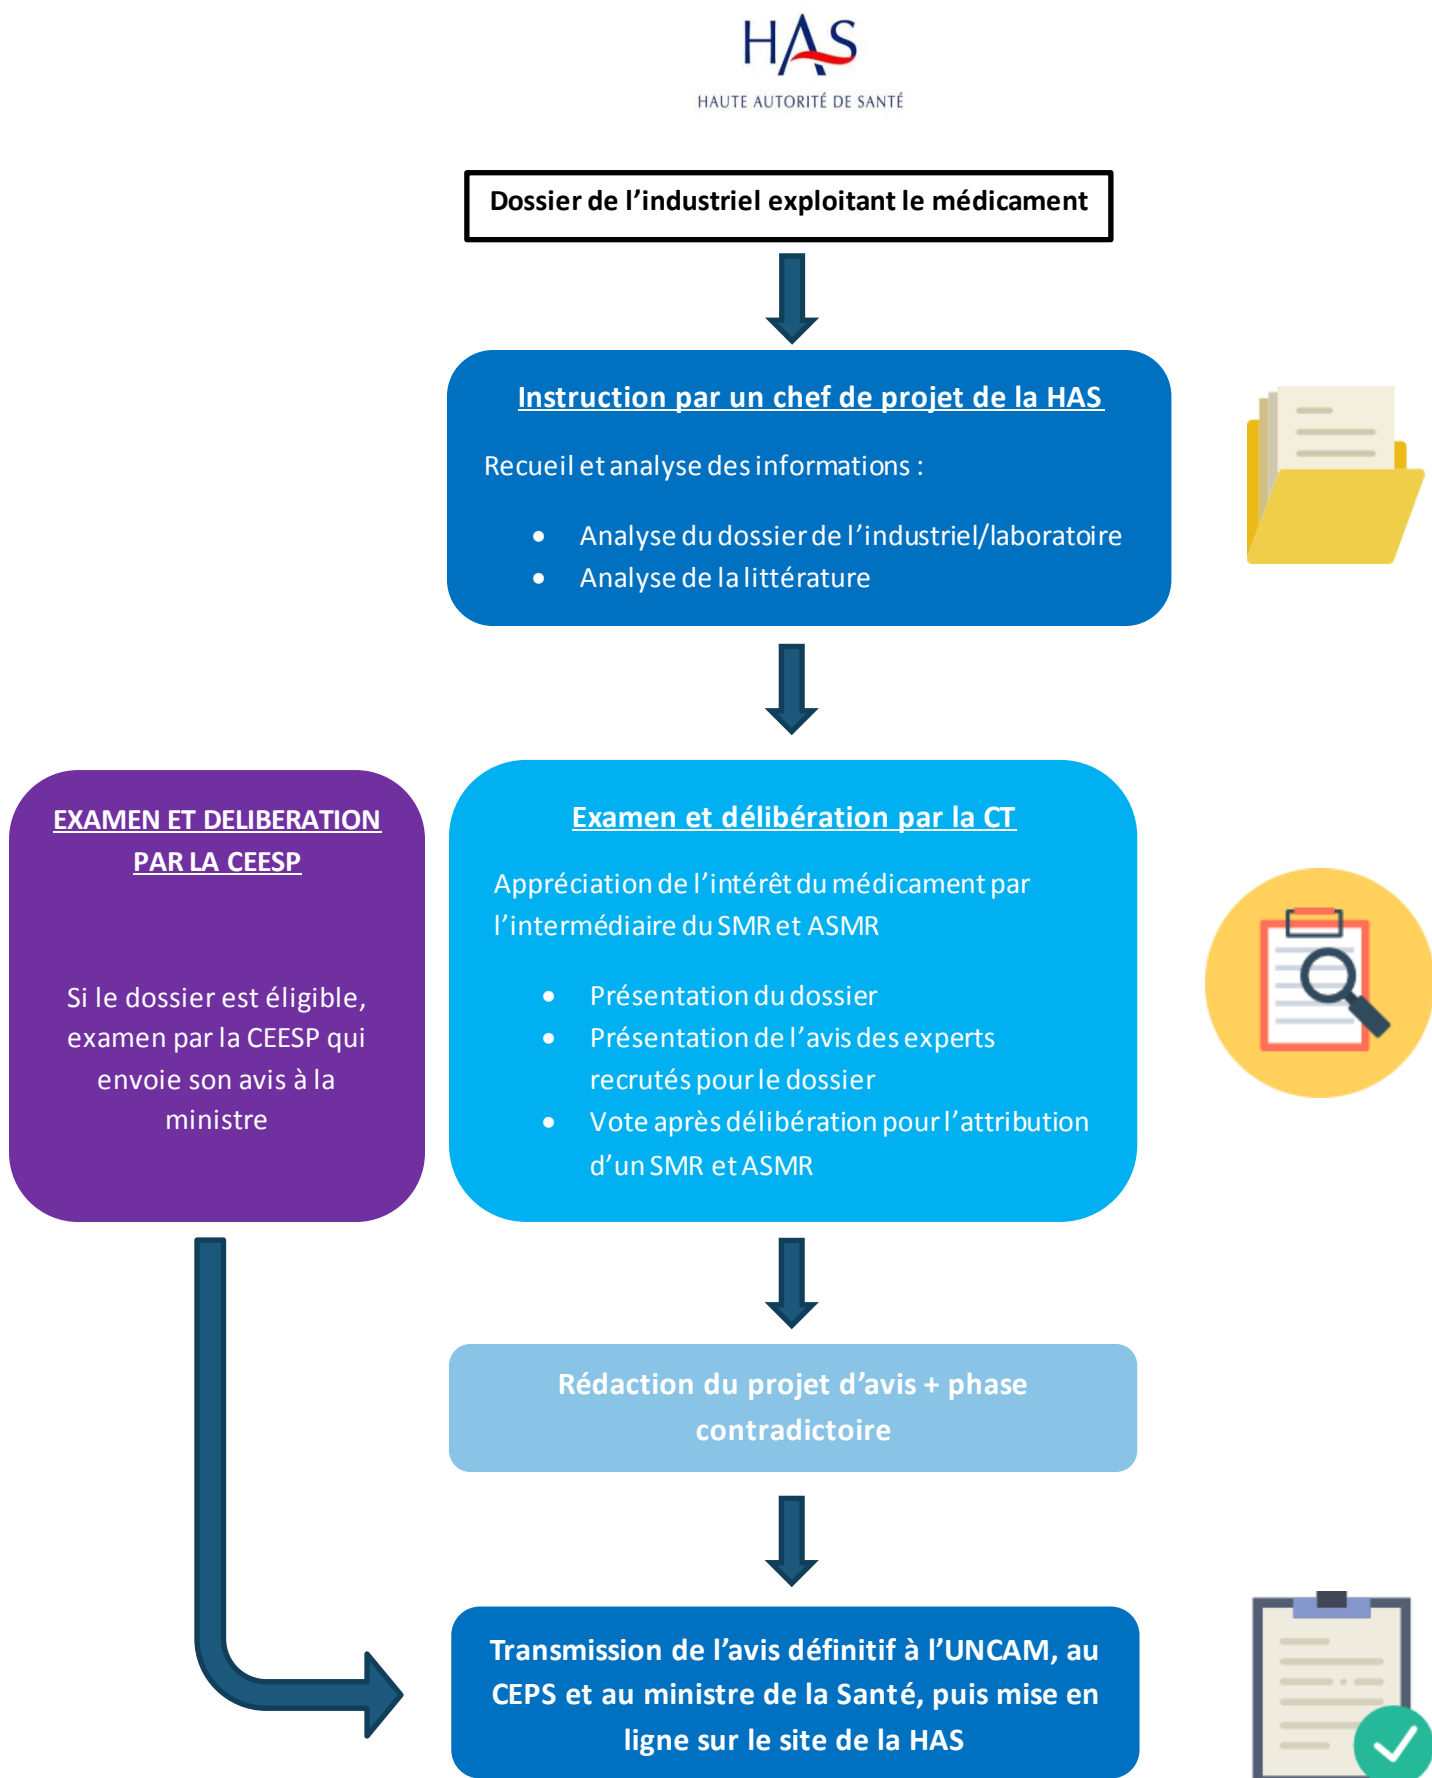 HAS
HAUTE AUTORITÉ DE SANTÉ
Dossier de l’industriel exploitant le médicament
Instruction par un chef de projet de la HAS
Recueil et analyse des informations :
• Analyse du dossier de l’industriel/laboratoire
• Analyse de la littérature
EXAMEN ET DELIBERATION
PAR LA CEESP
Si le dossier est éligible,
examen par la CEESP qui
envoie son avis à la
ministre
Examen et délibération par la CT
Appréciation de l’intérêt du médicament par
l’intermédiaire du SMR et ASMR
• Présentation du dossier
• Présentation de l’avis des experts
recrutés pour le dossier
• Vote après délibération pour l’attribution
d’un SMR et ASMR
Rédaction du projet d’avis + phase
contradictoire
Transmission de l’avis définitif à l’UNCAM, au
CEPS et au ministre de la Santé, puis mise en
ligne sur le site de la HAS